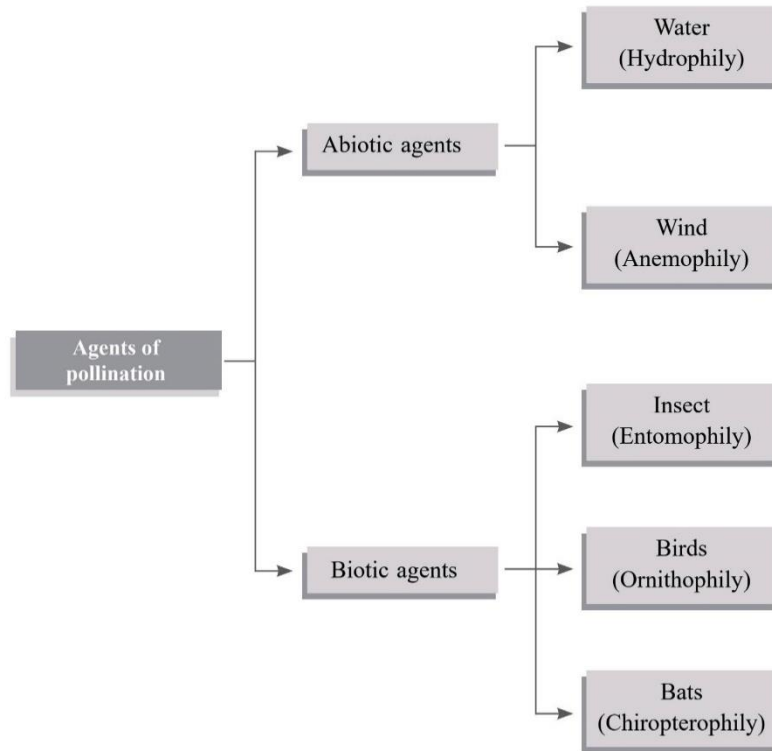 Water
(Hydrophily)
Abiotic agents
Wind
(Anemophily)
Agents of
pollination
Insect
(Entomophily)
Biotic agents
Birds
(Ornithophily)
Bats
(Chiropterophily)